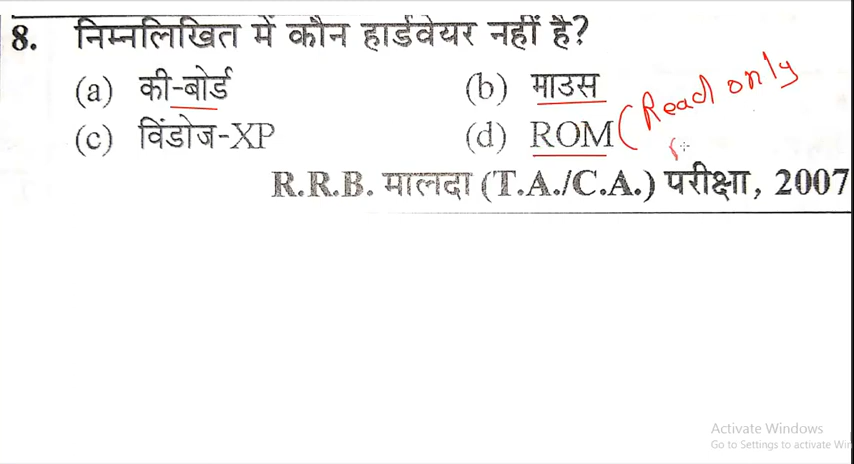 8. निम्नलिखित में कौन हार्डवेयर नहीं है?
(a) की-बोर्ड (b) माउस
(c) विंडोज-XP (d) ROM (Read only
R.R.B. मालदा (T.A./C.A.) परीक्षा, 2007
Activate Windows
Go to Settings to activate Wi